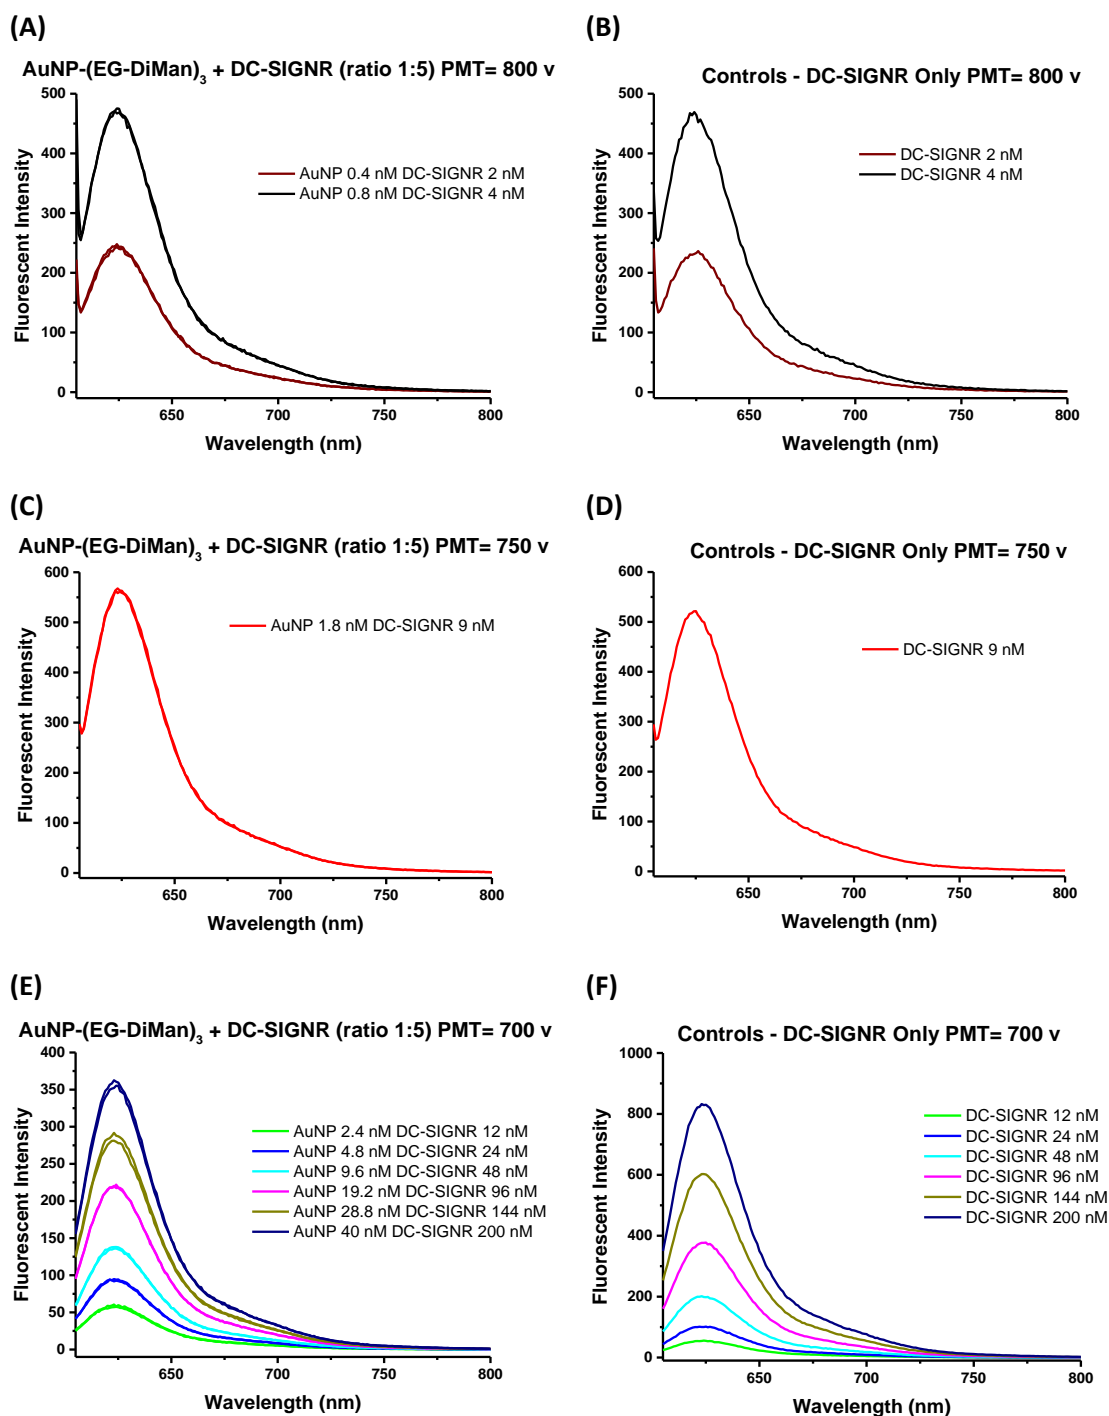 (A)
AuNP-(EG-DiMan)3 + DC-SIGNR (ratio 1:5) PMT= 800 v
500
400
300
200
100
0
Fluorescent Intensity
AuNP 0.4 nM DC-SIGNR 2 nM
AuNP 0.8 nM DC-SIGNR 4 nM
650
700
750
800
Wavelength (nm)
(B)
Controls - DC-SIGNR Only PMT= 800 v
500
400
300
200
100
0
Fluorescent Intensity
DC-SIGNR 2 nM
DC-SIGNR 4 nM
650
700
750
800
Wavelength (nm)
(C)
AuNP-(EG-DiMan)3 + DC-SIGNR (ratio 1:5) PMT= 750 v
600
500
400
300
200
100
0
Fluorescent Intensity
AuNP 1.8 nM DC-SIGNR 9 nM
650
700
750
800
Wavelength (nm)
(D)
Controls - DC-SIGNR Only PMT= 750 v
600
500
400
300
200
100
0
Fluorescent Intensity
DC-SIGNR 9 nM
650
700
750
800
Wavelength (nm)
(E)
AuNP-(EG-DiMan)3 + DC-SIGNR (ratio 1:5) PMT= 700 v
400
350
300
250
200
150
100
50
0
Fluorescent Intensity
AuNP 2.4 nM DC-SIGNR 12 nM
AuNP 4.8 nM DC-SIGNR 24 nM
AuNP 9.6 nM DC-SIGNR 48 nM
AuNP 19.2 nM DC-SIGNR 96 nM
AuNP 28.8 nM DC-SIGNR 144 nM
AuNP 40 nM DC-SIGNR 200 nM
650
700
750
800
Wavelength (nm)
(F)
Controls - DC-SIGNR Only PMT= 700 v
1000
800
600
400
200
0
Fluorescent Intensity
DC-SIGNR 12 nM
DC-SIGNR 24 nM
DC-SIGNR 48 nM
DC-SIGNR 96 nM
DC-SIGNR 144 nM
DC-SIGNR 200 nM
650
700
750
800
Wavelength (nm)